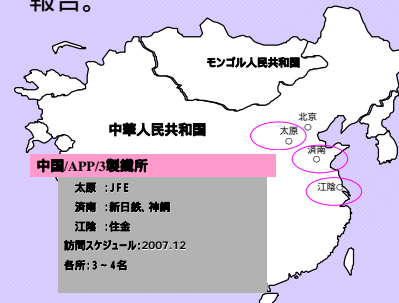 報告。
モンゴル人民共和国
北京
中華人民共和国
太原
済南
中国/APP/3製鐵所
太原 ：JFE
江陰
済南 ：新日鉄、神鋼
江陰 ：住金
訪問スケジュール：2007.12
各所：3～4名